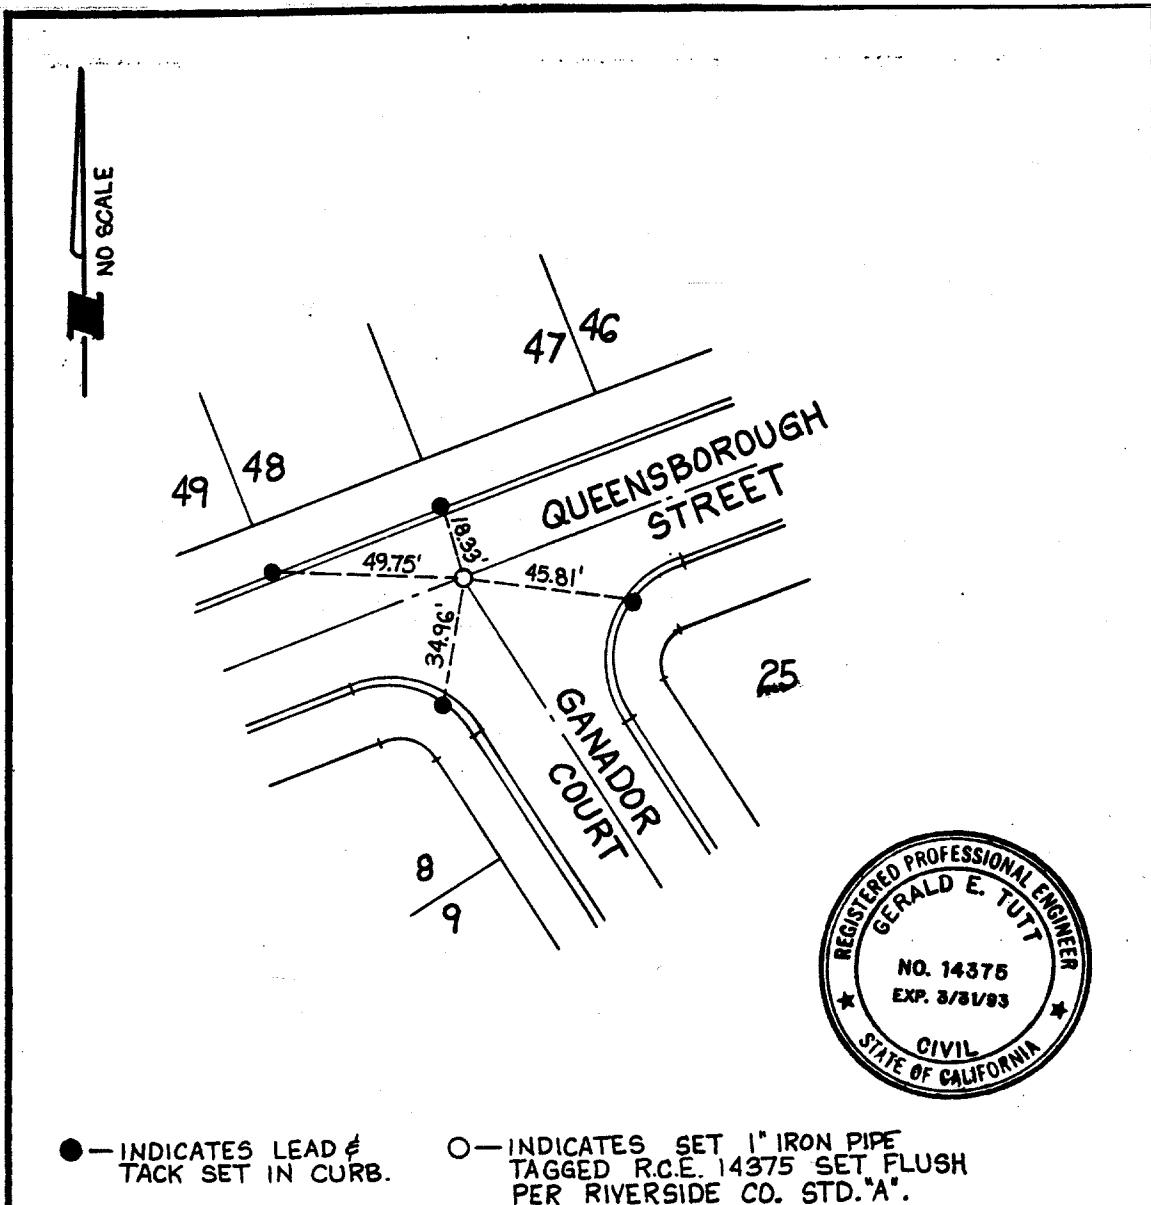 NO SCALE
47 46
49 48
QUEENSBOROUGH
STREET
18.33'
49.75'
45.81'
34.96'
25
GANADOR
COURT
8
9
REGISTERED PROFESSIONAL ENGINEER
GERALD E. TUTT
NO. 14375
EXP. 3/31/93
CIVIL
STATE OF CALIFORNIA
— INDICATES LEAD &
TACK SET IN CURB.
— INDICATES SET 1" IRON PIPE
TAGGED R.C.E. 14375 SET FLUSH
PER RIVERSIDE CO. STD. "A".